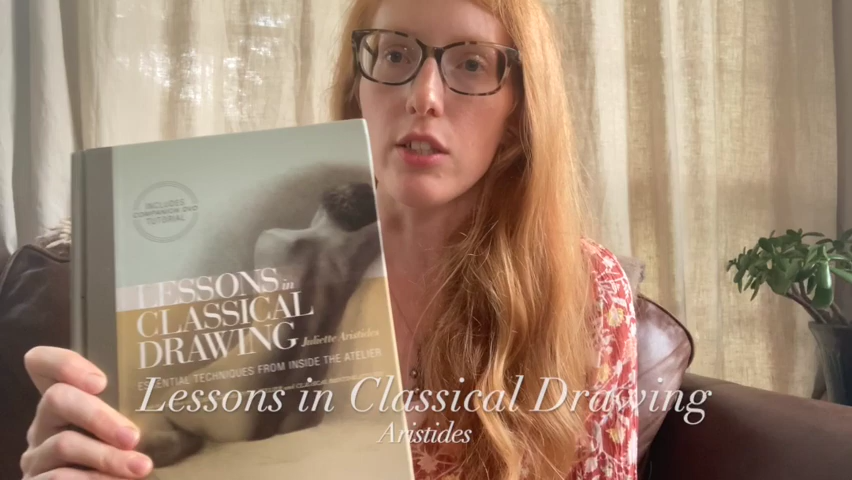 INCLUDES
COMPANION DVD
TUTORIAL
LESSONS in
CLASSICAL
DRAWING Juliette Aristides
ESSENTIAL TECHNIQUES FROM INSIDE THE ATELIER
Lessons in Classical Drawing
Aristides